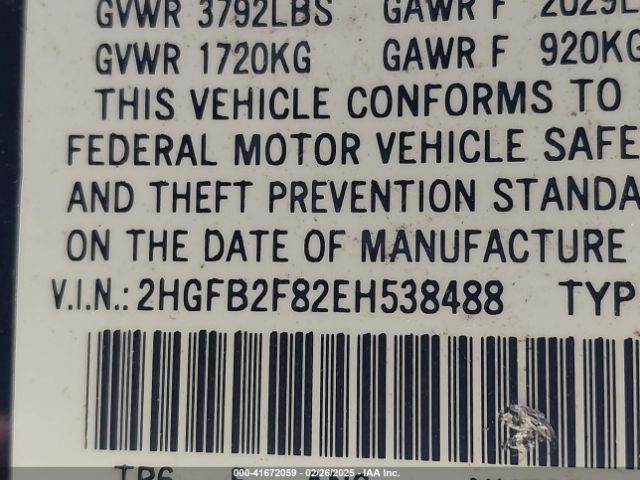 GVWR 3792LBS GAWR F 2029L
GVWR 1720KG GAWR F 920KG
THIS VEHICLE CONFORMS TO
FEDERAL MOTOR VEHICLE SAFE
AND THEFT PREVENTION STANDA
ON THE DATE OF MANUFACTURE
V.I.N.: 2HGFB2F82EH538488 TYP
000-41672059 - 02/26/2025 - IAA Inc.